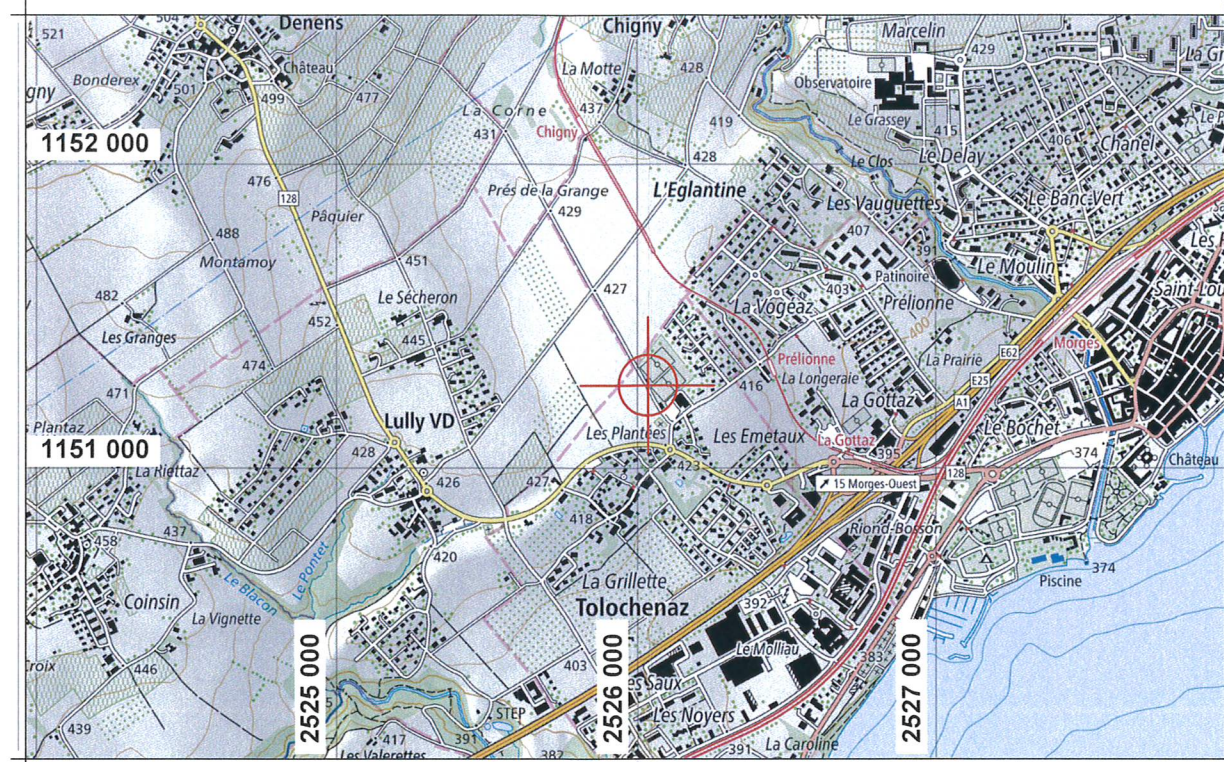 504
Denens
Chigny
Marcelin
521
429
La Gr
Château
La Motte
428
412
Bonderex
Observatoire
501
499
477
gny
La Corne
437
419
Le Grassey
431
Chigny
415
406
Chanel
1152 000
Le Clos
Le Delay
428
476
Prés de la Grange
L'Eglantine
128
Les Vauguettes
Le Banc-Vert
Pâquier
429
407
488
Montamoy
451
Patinoire
Le Moulin
482
Le Sécheron
427
403
Prélionne
Saint-Lou
La Vogéaz
452
Les Granges
445
400
E62
Morges
474
Prélionne
La Prairie
416
La Longeraie
E25
471
La Gottaz
A1
Lully VD
s Plantaz
Les Plantées
Les Emetaux
Le Bochet
1151 000
La Gottaz
428
423
395
374
Château
La Riettaz
427
128
426
15 Morges-Ouest
418
437
Riond-Bosson
458
420
374
Le Pontet
Piscine
Le Blacon
La Grillette
Coinsin
La Vignette
Tolochenaz
392
2525 000
2526 000
2527 000
Le Molliau
383
446
403
Croix
es Saux
STEP
Les Noyers
439
417
391
391
La Caroline
Les Valerettes
382